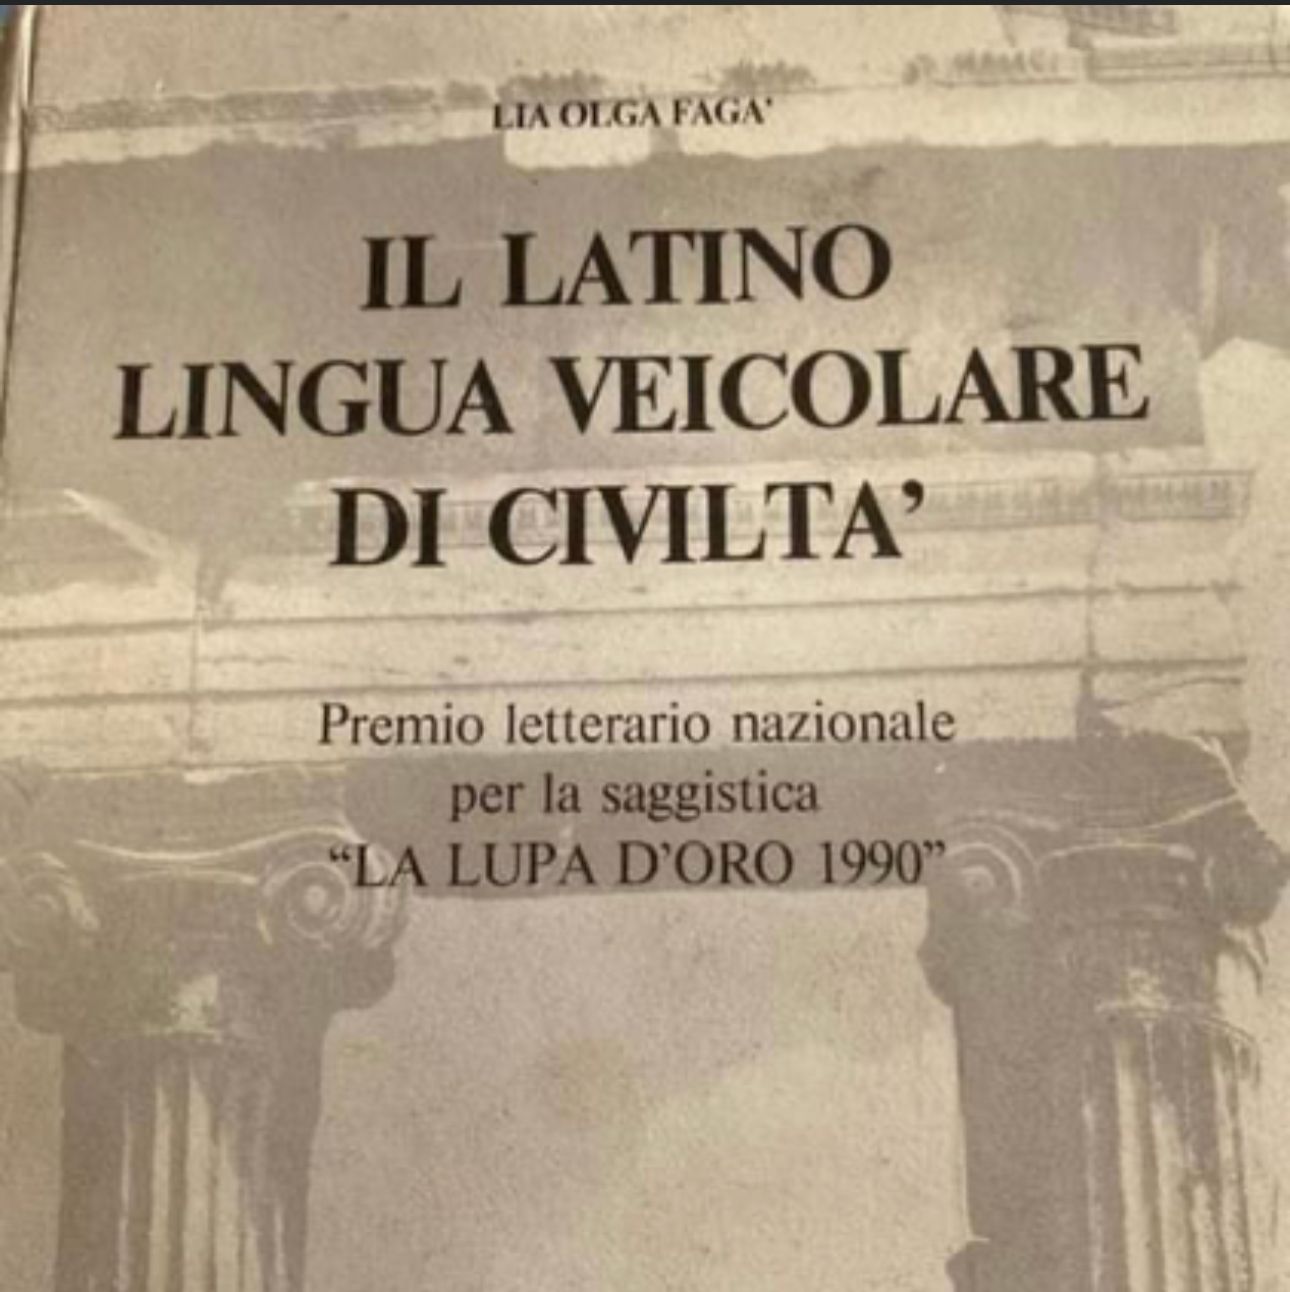 LIA OLGA FAGA'
IL LATINO
LINGUA VEICOLARE
DI CIVILTA'
Premio letterario nazionale
per la saggistica
“LA LUPA D'ORO 1990”